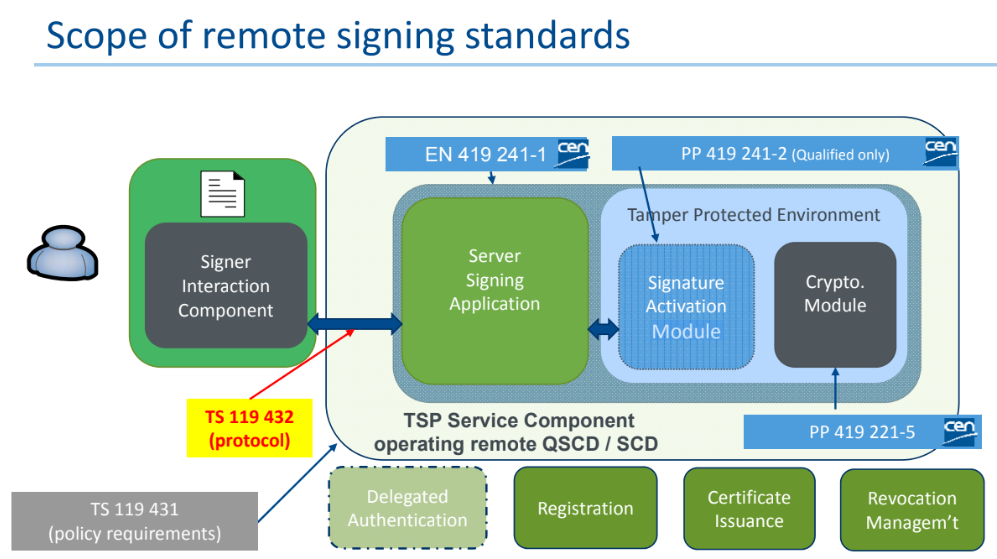 Scope of remote signing standards
EN 419 241-1
cen
PP 419 241-2 (Qualified only)
cen
Tamper Protected Environment
Signer
Interaction
Component
Server
Signing
Application
Signature
Activation
Module
Crypto.
Module
TS 119 432
(protocol)
TSP Service Component
operating remote QSCD / SCD
PP 419 221-5
cen
TS 119 431
(policy requirements)
Delegated
Authentication
Registration
Certificate
Issuance
Revocation
Managem't